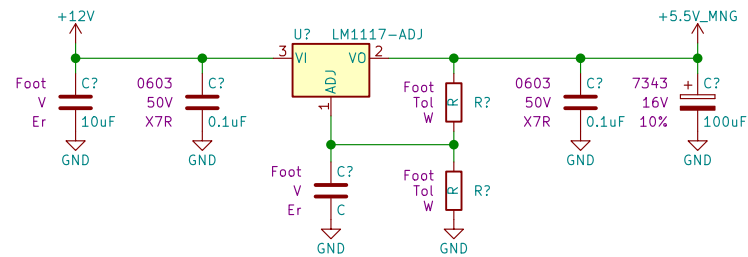 +12V
+5.5V_MNG
U? LM1117-ADJ
3 VI VO 2
ADJ
1
Foot C?
V
Er 10uF
GND
0603 C?
50V
X7R 0.1uF
GND
Foot
Tol R R?
W
0603 C?
50V
X7R 0.1uF
GND
7343 + C?
16V
10% 100uF
GND
Foot C?
V
Er C
GND
Foot
Tol R R?
W
GND